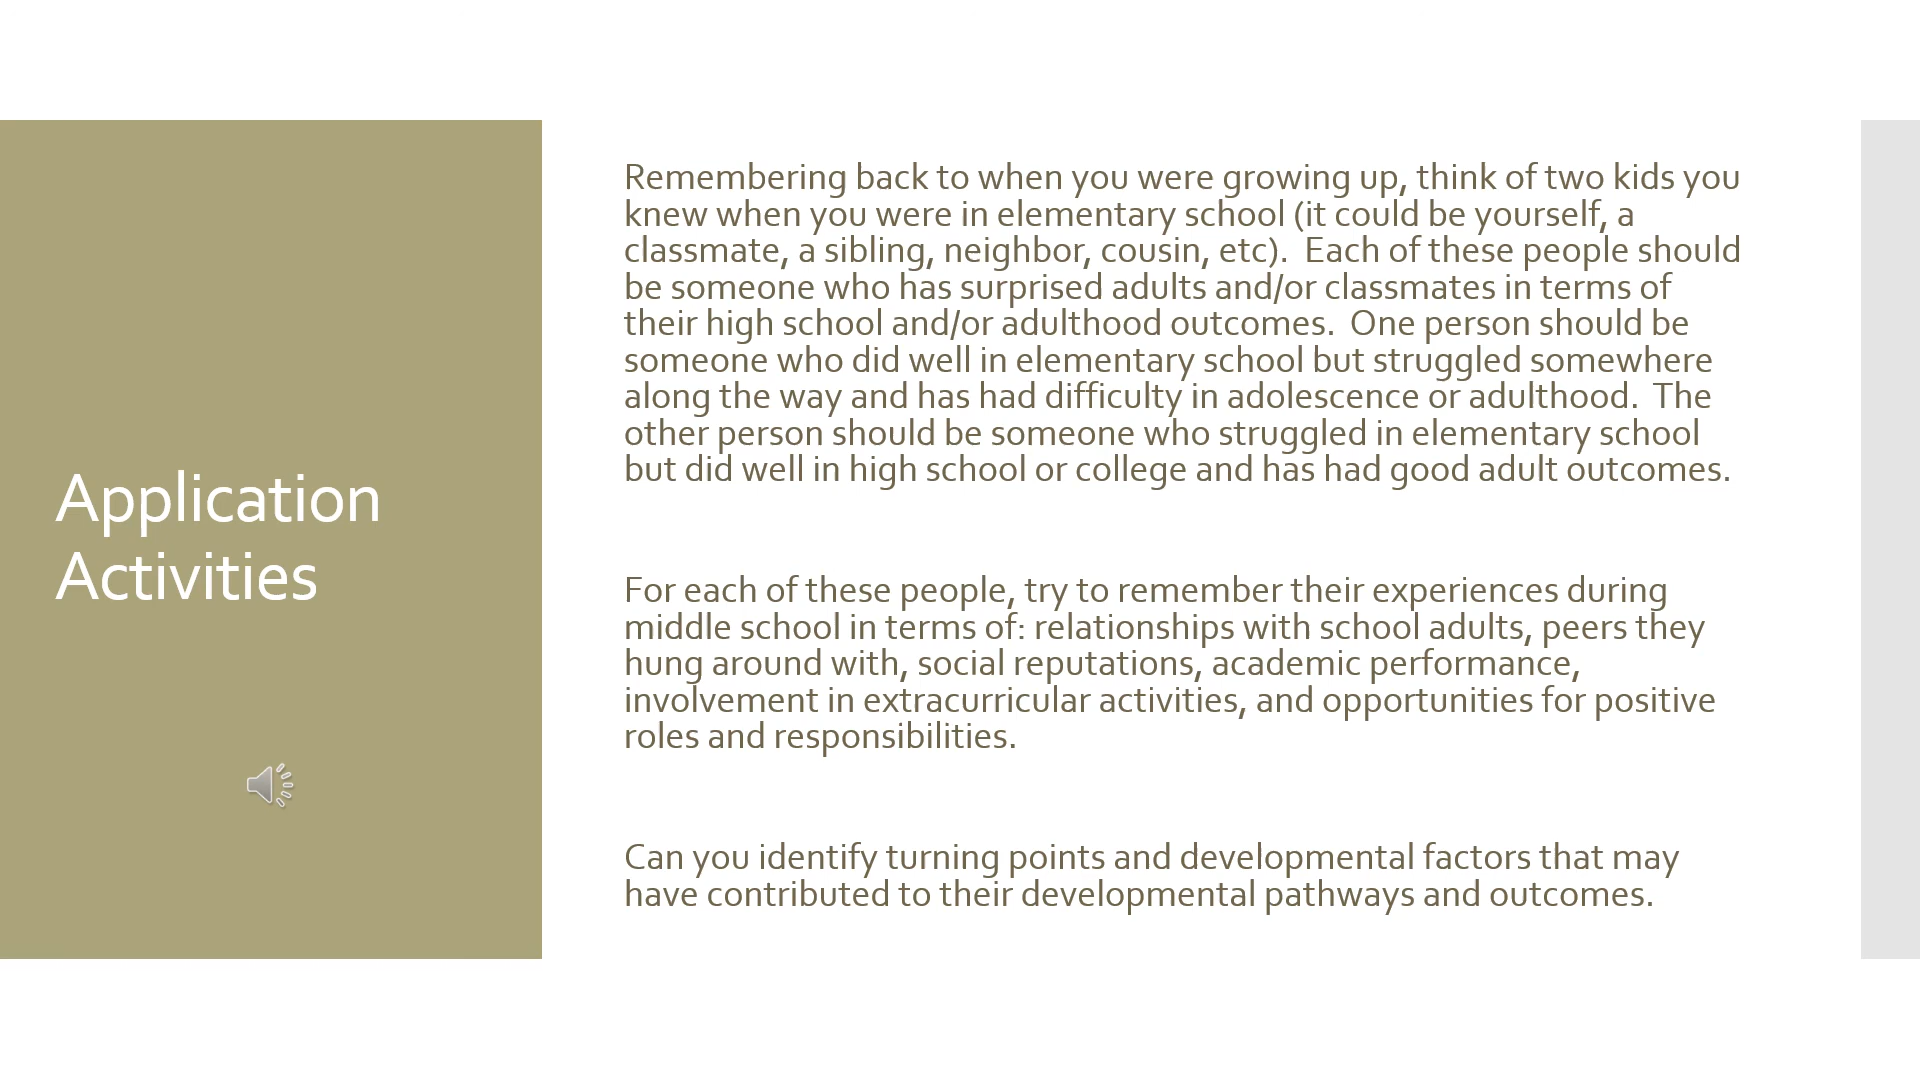 Application
Activities
Remembering back to when you were growing up, think of two kids you
knew when you were in elementary school (it could be yourself, a
classmate, a sibling, neighbor, cousin, etc).  Each of these people should
be someone who has surprised adults and/or classmates in terms of
their high school and/or adulthood outcomes.  One person should be
someone who did well in elementary school but struggled somewhere
along the way and has had difficulty in adolescence or adulthood.  The
other person should be someone who struggled in elementary school
but did well in high school or college and has had good adult outcomes.
For each of these people, try to remember their experiences during
middle school in terms of: relationships with school adults, peers they
hung around with, social reputations, academic performance,
involvement in extracurricular activities, and opportunities for positive
roles and responsibilities.
Can you identify turning points and developmental factors that may
have contributed to their developmental pathways and outcomes.